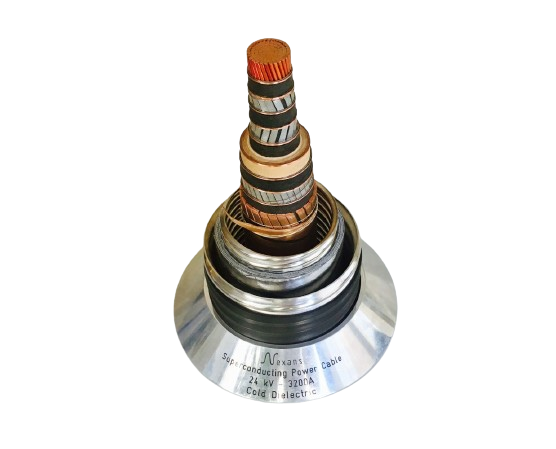 Nexans
Superconducting Power Cable
24 kV - 3200A
Cold Dielectric